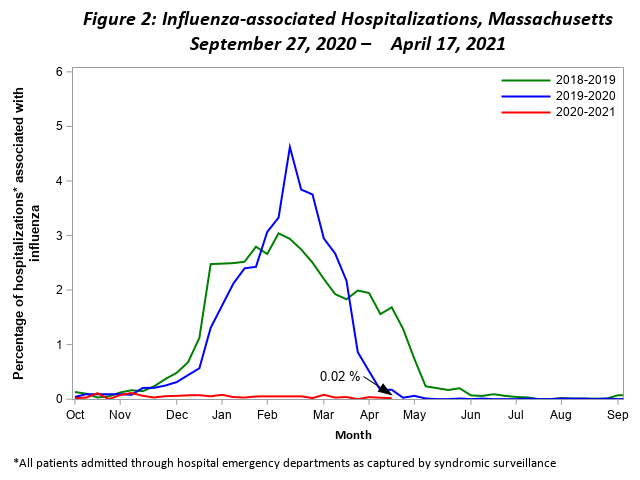 Figure 2: Influenza-associated Hospitalizations, Massachusetts
September 27, 2020 – April 17, 2021
2018-2019
2019-2020
2020-2021
Percentage of hospitalizations* associated with
influenza
6
5
4
3
2
1
0
0.02 %
Oct Nov Dec Jan Feb Mar Apr May Jun Jul Aug Sep
Month
*All patients admitted through hospital emergency departments as captured by syndromic surveillance